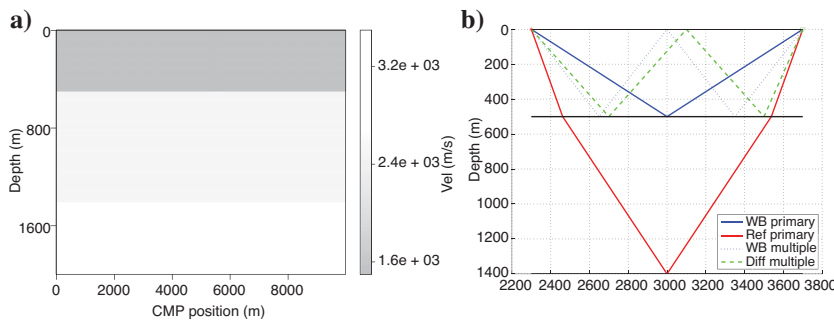 a)
0
800
1600
Depth (m)
0
2000
4000
6000
8000
CMP position (m)
3.2e + 03
2.4e + 03
1.6e + 03
Vel (m/s)
b)
0
200
400
600
800
1000
1200
1400
Depth (m)
2200
2400
2600
2800
3000
3200
3400
3600
3800
WB primary
Ref primary
WB multiple
Diff multiple